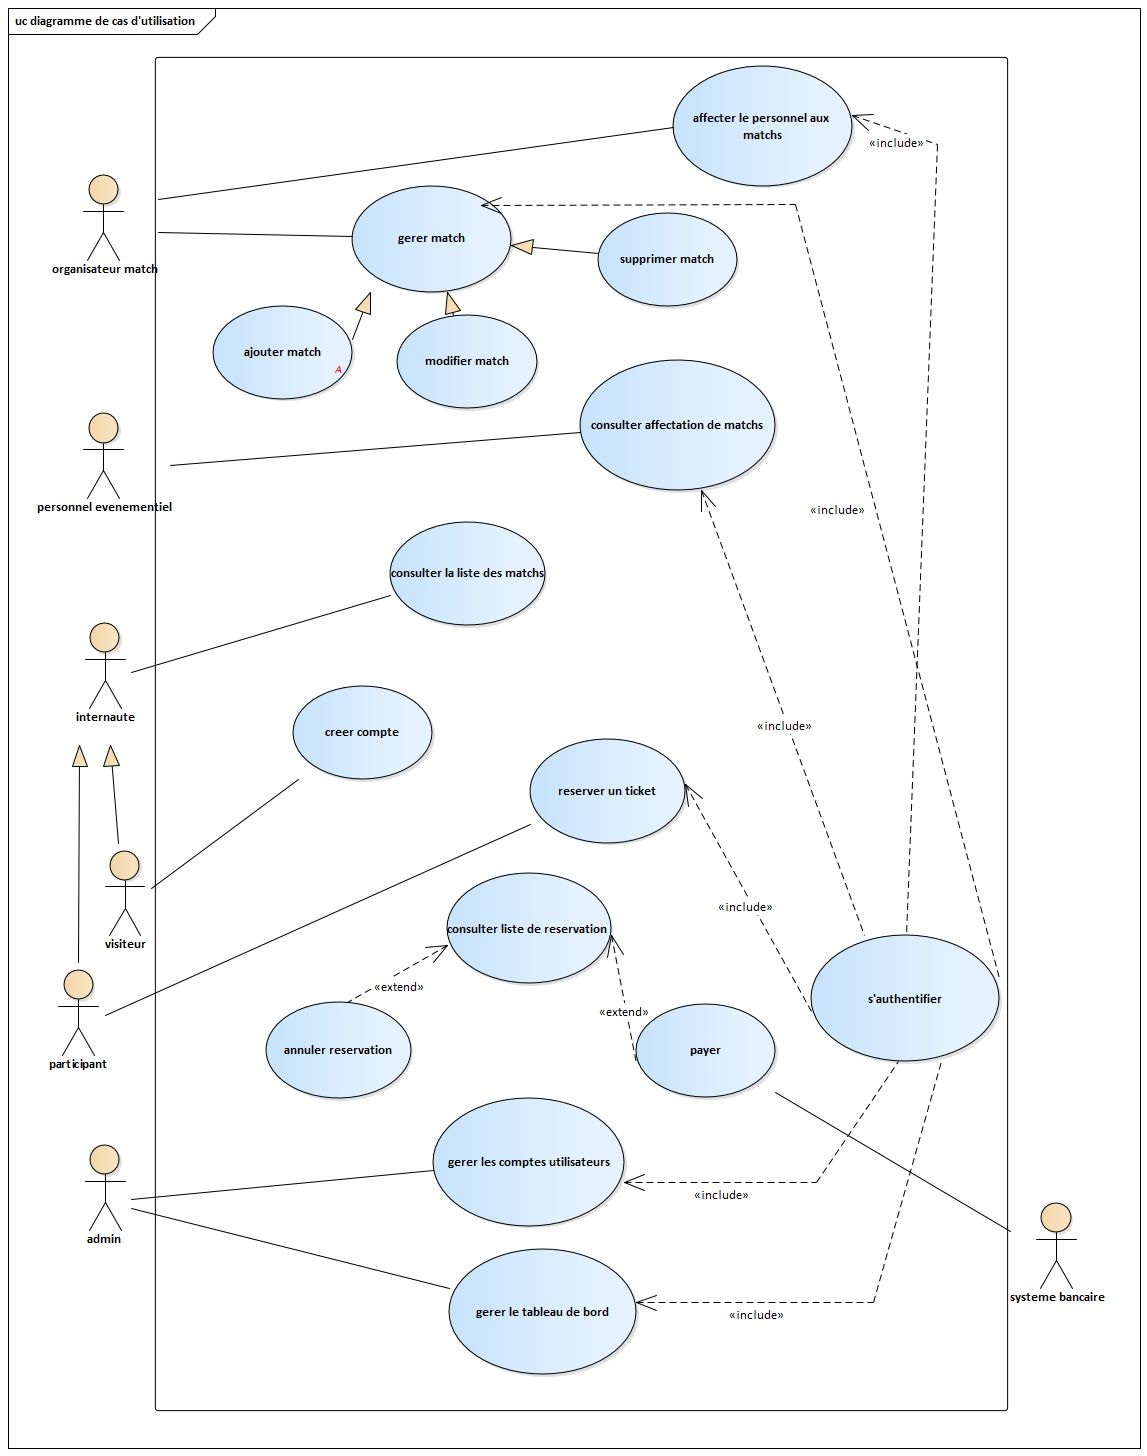 uc diagramme de cas d'utilisation
affecter le personnel aux
matchs
«include»
organisateur match
gerer match
supprimer match
ajouter match
A
modifier match
consulter affectation de matchs
personnel evenementiel
«include»
consulter la liste des matchs
internaute
creer compte
«include»
reserver un ticket
«include»
visiteur
consulter liste de reservation
«extend»
s'authentifier
«extend»
participant
annuler reservation
payer
gerer les comptes utilisateurs
«include»
admin
systeme bancaire
gerer le tableau de bord
«include»